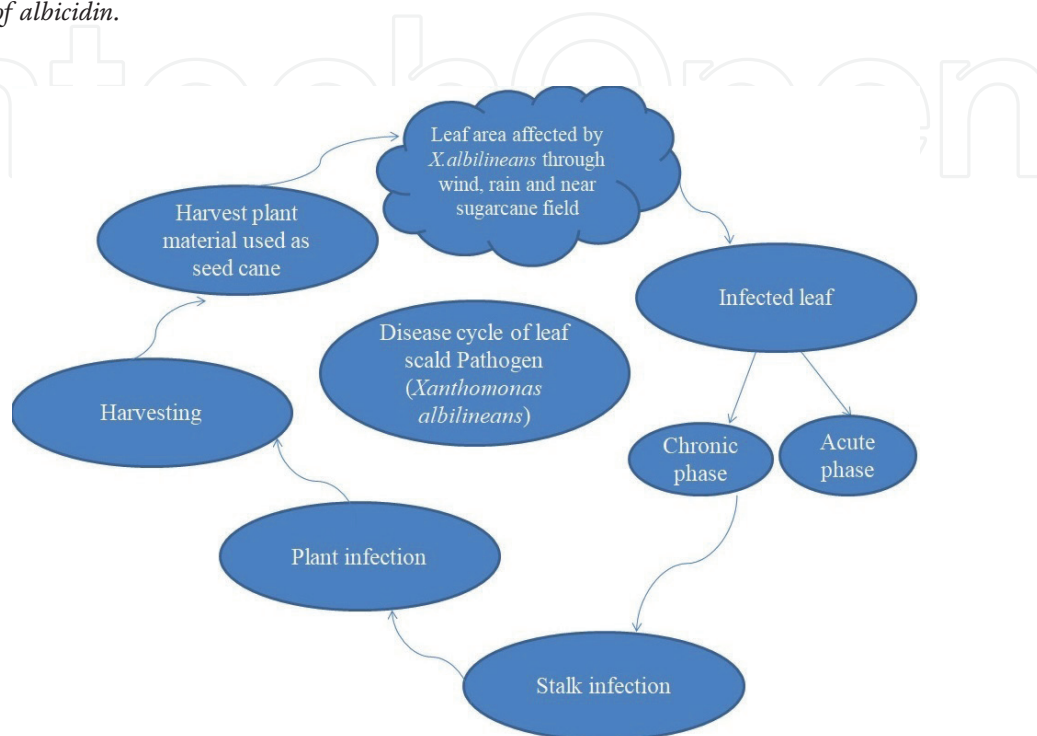 of albicidin.
Leaf area affected by
X.albilineans through
wind, rain and near
sugarcane field
Harvest plant
material used as
seed cane
Infected leaf
Disease cycle of leaf
scald Pathogen
(Xanthomonas
albilineans)
Harvesting
Chronic
phase
Acute
phase
Plant infection
Stalk infection